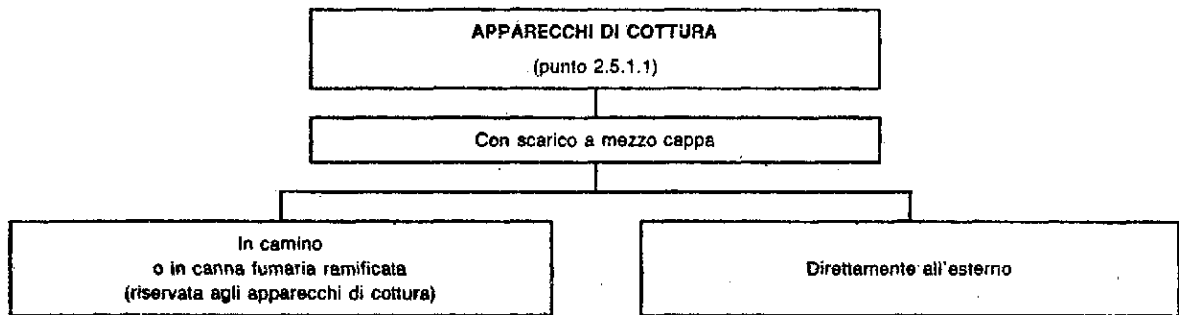 APPARECCHI DI COTTURA
(punto 2.5.1.1)
Con scarico a mezzo cappa
In camino
o in canna fumaria ramificata
(riservata agli apparecchi di cottura)
Direttamente all'esterno